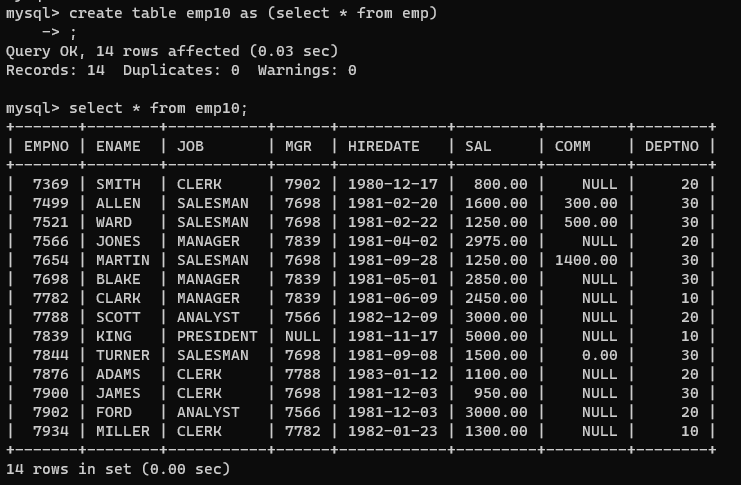 mysql> create table emp10 as (select * from emp)
    -> ;
Query OK, 14 rows affected (0.03 sec)
Records: 14  Duplicates: 0  Warnings: 0

mysql> select * from emp10;
+-------+--------+-----------+------+------------+---------+---------+--------+
| EMPNO | ENAME  | JOB       | MGR  | HIREDATE   | SAL     | COMM    | DEPTNO |
+-------+--------+-----------+------+------------+---------+---------+--------+
|  7369 | SMITH  | CLERK     | 7902 | 1980-12-17 |  800.00 |    NULL |     20 |
|  7499 | ALLEN  | SALESMAN  | 7698 | 1981-02-20 | 1600.00 |  300.00 |     30 |
|  7521 | WARD   | SALESMAN  | 7698 | 1981-02-22 | 1250.00 |  500.00 |     30 |
|  7566 | JONES  | MANAGER   | 7839 | 1981-04-02 | 2975.00 |    NULL |     20 |
|  7654 | MARTIN | SALESMAN  | 7698 | 1981-09-28 | 1250.00 | 1400.00 |     30 |
|  7698 | BLAKE  | MANAGER   | 7839 | 1981-05-01 | 2850.00 |    NULL |     30 |
|  7782 | CLARK  | MANAGER   | 7839 | 1981-06-09 | 2450.00 |    NULL |     10 |
|  7788 | SCOTT  | ANALYST   | 7566 | 1982-12-09 | 3000.00 |    NULL |     20 |
|  7839 | KING   | PRESIDENT | NULL | 1981-11-17 | 5000.00 |    NULL |     10 |
|  7844 | TURNER | SALESMAN  | 7698 | 1981-09-08 | 1500.00 |    0.00 |     30 |
|  7876 | ADAMS  | CLERK     | 7788 | 1983-01-12 | 1100.00 |    NULL |     20 |
|  7900 | JAMES  | CLERK     | 7698 | 1981-12-03 |  950.00 |    NULL |     30 |
|  7902 | FORD   | ANALYST   | 7566 | 1981-12-03 | 3000.00 |    NULL |     20 |
|  7934 | MILLER | CLERK     | 7782 | 1982-01-23 | 1300.00 |    NULL |     10 |
+-------+--------+-----------+------+------------+---------+---------+--------+
14 rows in set (0.00 sec)